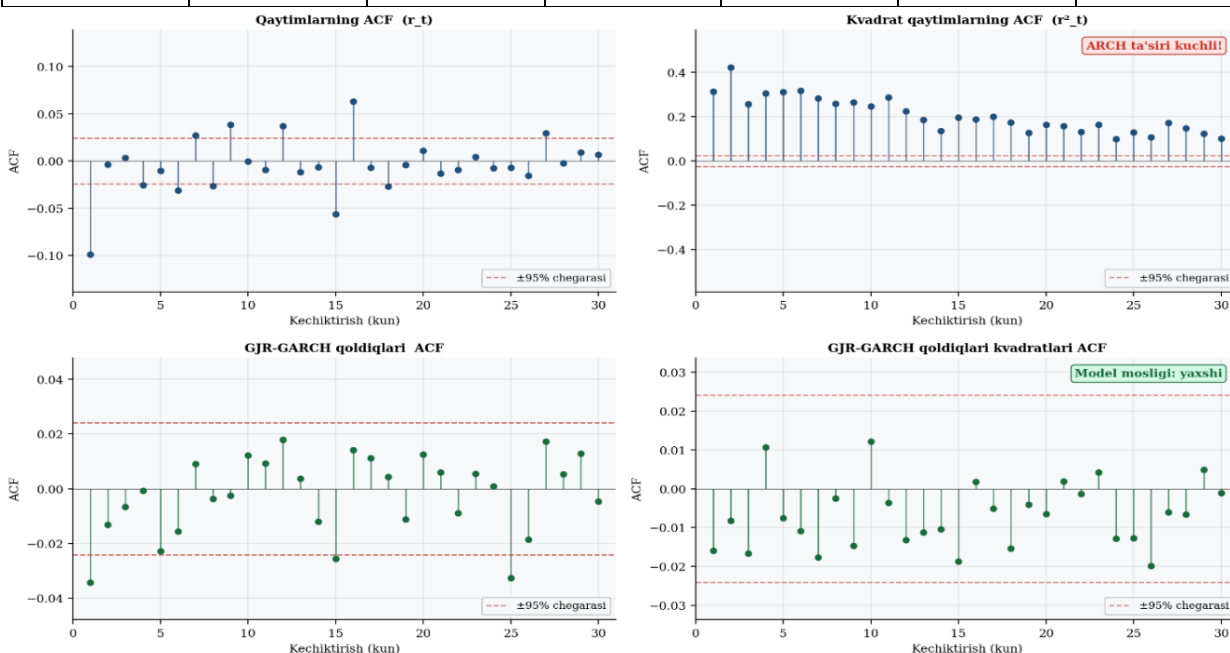 Qaytimlarning ACF (r_t)
0.10
0.05
0.00
−0.05
−0.10
ACF
±95% chegarasi
0 5 10 15 20 25 30
Kechiktirish (kun)
Kvadrat qaytimlarning ACF (r²_t)
ARCH ta'siri kuchli!
0.4
0.2
0.0
−0.2
−0.4
ACF
±95% chegarasi
0 5 10 15 20 25 30
Kechiktirish (kun)
GJR-GARCH qoldiqlari ACF
0.04
0.02
0.00
−0.02
−0.04
ACF
±95% chegarasi
0 5 10 15 20 25 30
Kechiktirish (kun)
GJR-GARCH qoldiqlari kvadratlari ACF
Model mosligi: yaxshi
0.03
0.02
0.01
0.00
−0.01
−0.02
−0.03
ACF
±95% chegarasi
0 5 10 15 20 25 30
Kechiktirish (kun)